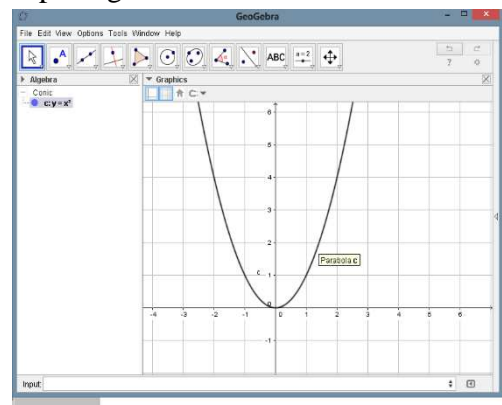 GeoGebra
File Edit View Options Tools Window Help
ABC a=2
Algebra
Graphics
Conic
c: y = x²
6
5
4
3
2
Parabola c
c 1
0
-4 -3 -2 -1 0 1 2 3 4 5 6
-1
Input: